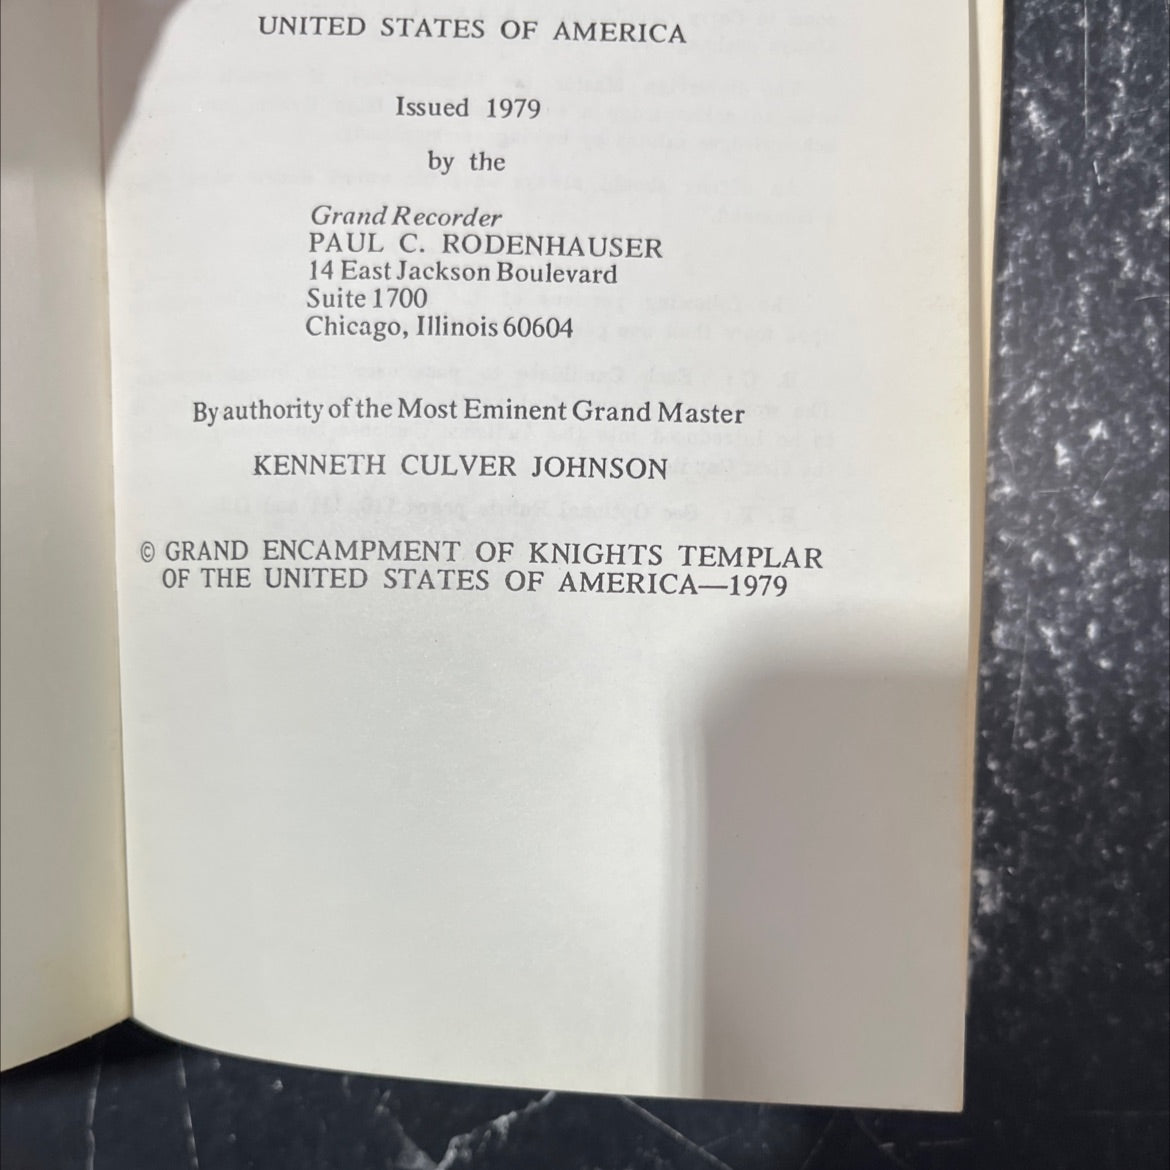 UNITED STATES OF AMERICA
Issued 1979
by the
Grand Recorder
PAUL C. RODENHAUSER
14 East Jackson Boulevard
Suite 1700
Chicago, Illinois 60604
By authority of the Most Eminent Grand Master
KENNETH CULVER JOHNSON
© GRAND ENCAMPMENT OF KNIGHTS TEMPLAR
OF THE UNITED STATES OF AMERICA—1979